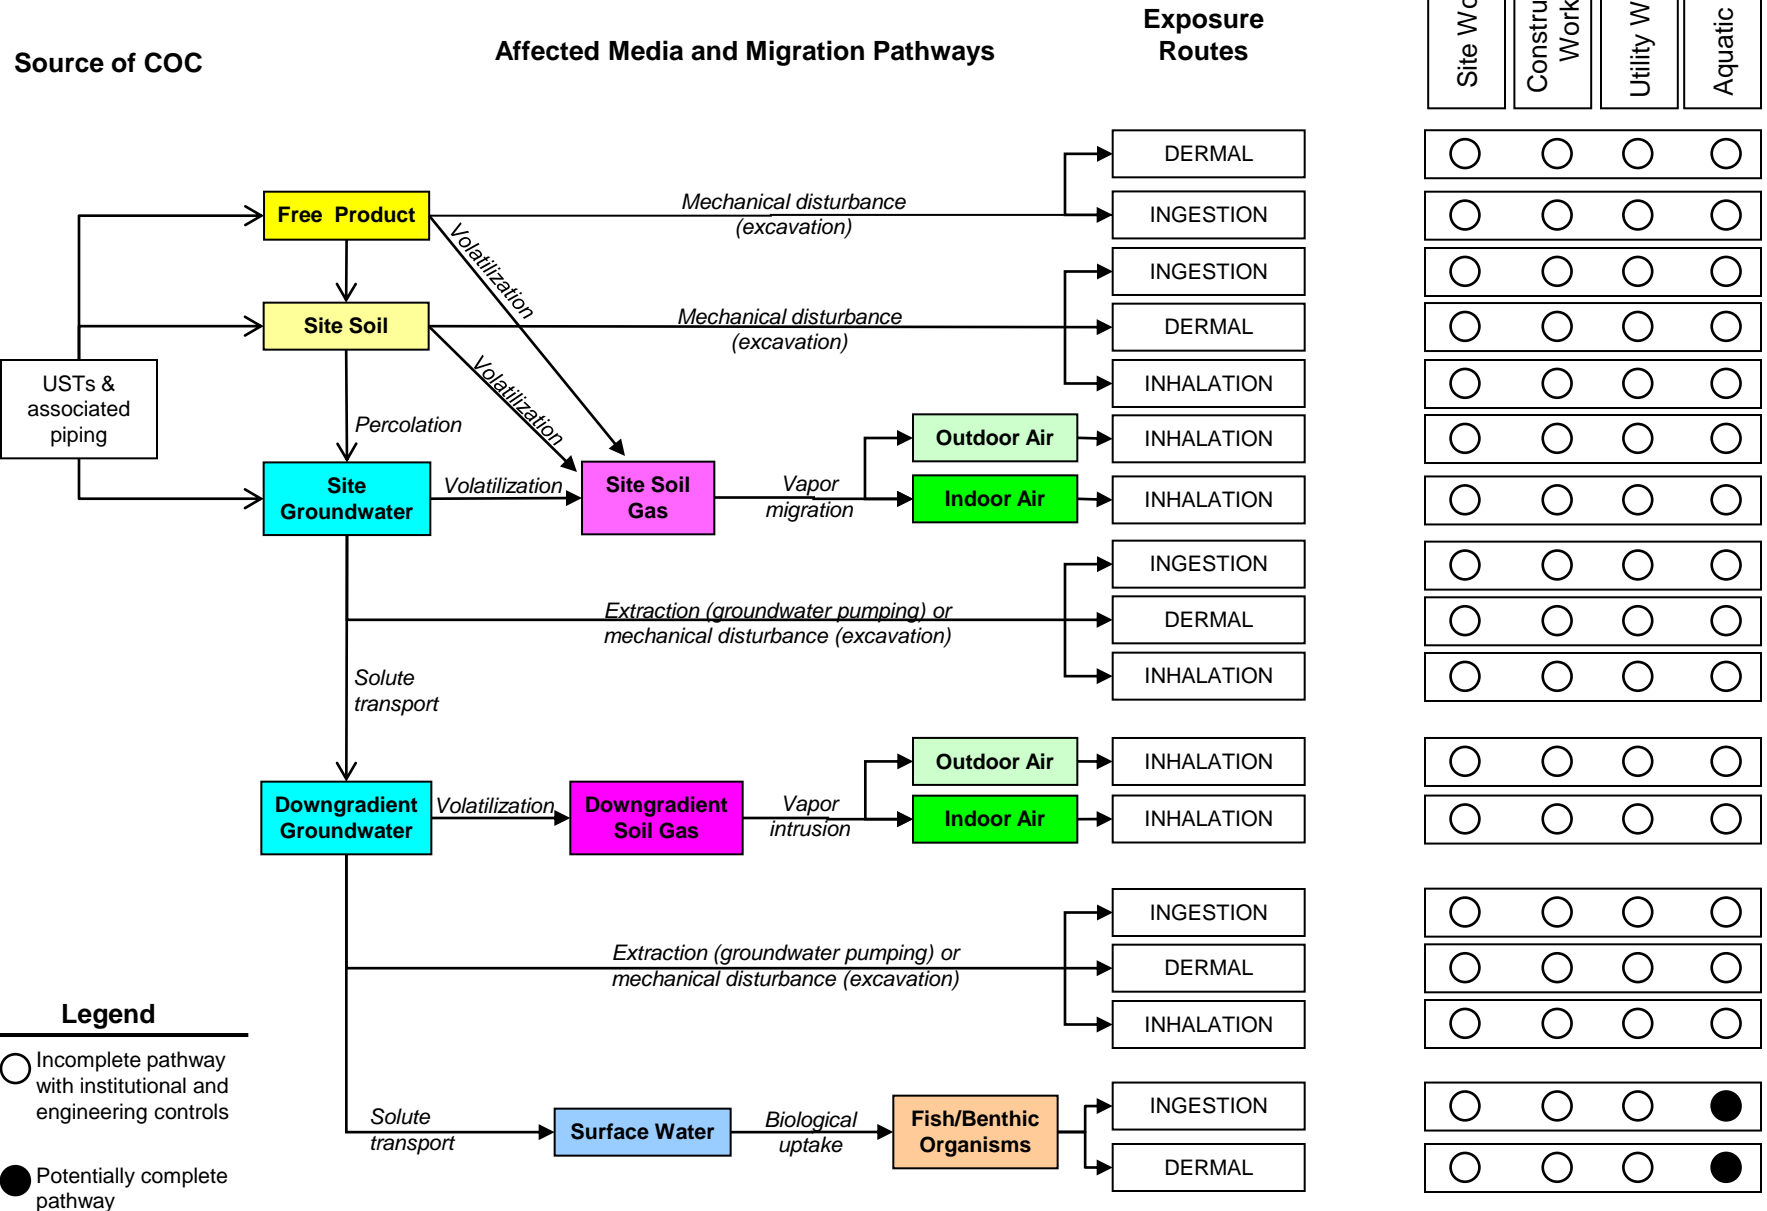 Source of COC
Affected Media and Migration Pathways
Exposure
Routes
Site
Utility
Aquatic
DERMAL
Free Product
Mechanical disturbance
(excavation)
INGESTION
Volatilization
INGESTION
Site Soil
Mechanical disturbance
(excavation)
DERMAL
Volatilization
INHALATION
USTs &
associated
piping
Percolation
Outdoor Air
INHALATION
Site
Groundwater
Volatilization
Site Soil
Gas
Vapor
migration
Indoor Air
INHALATION
INGESTION
Extraction (groundwater pumping) or
mechanical disturbance (excavation)
DERMAL
INHALATION
Solute
transport
Outdoor Air
INHALATION
Downgradient
Groundwater
Volatilization
Downgradient
Soil Gas
Vapor
intrusion
Indoor Air
INHALATION
INGESTION
Extraction (groundwater pumping) or
mechanical disturbance (excavation)
DERMAL
INHALATION
Legend
Incomplete pathway
with institutional and
engineering controls
Potentially complete
pathway
Solute
transport
Surface Water
Biological
uptake
Fish/Benthic
Organisms
INGESTION
DERMAL